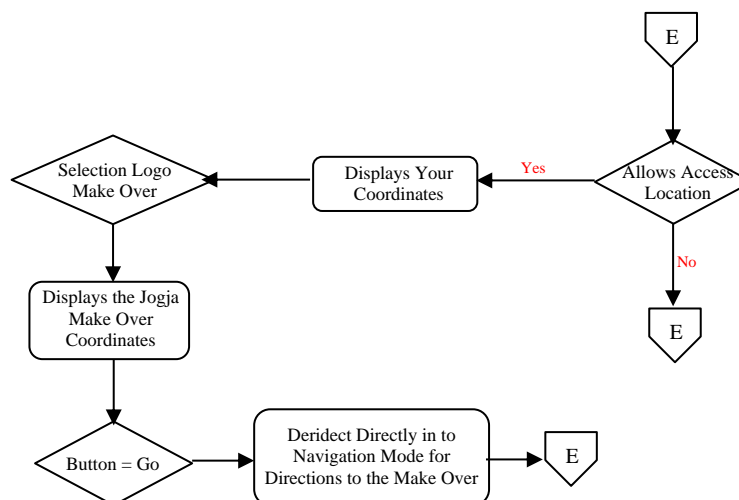 E
Allows Access
Location
Yes
No
E
Displays Your
Coordinates
Selection Logo
Make Over
Displays the Jogja
Make Over
Coordinates
Button = Go
Deridect Directly in to
Navigation Mode for
Directions to the Make Over
E